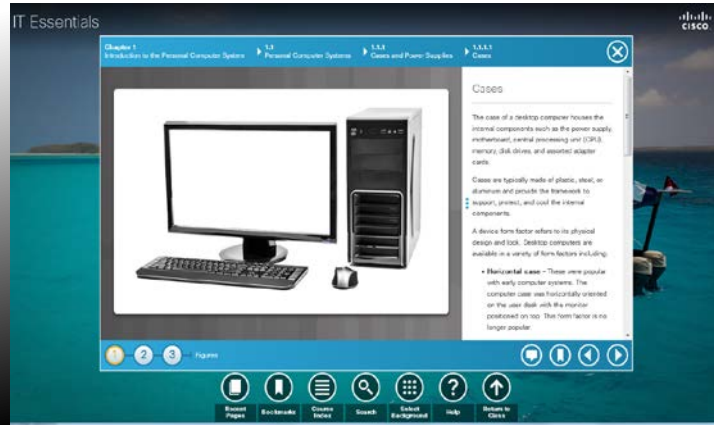 IT Essentials
CISCO
Chapter 1
Introduction to the Personal Computer System
1.1
Personal Computer Systems
1.1.1
Cases and Power Supplies
1.1.1.1
Cases
Cases
The case of a desktop computer houses the
internal components such as the power supply,
motherboard, central processing unit (CPU),
memory, disk drives, and assorted adapter
cards.
Cases are typically made of plastic, steel, or
aluminum and provide the framework to
support, protect, and cool the internal
components.
A device form factor refers to its physical
design and look. Desktop computers are
available in a variety of form factors including:
• Horizontal case – These were popular
with early computer systems. The
computer case was horizontally oriented
on the user desk with the monitor
positioned on top. This form factor is no
longer popular.
1 2 3 Figures
Recent Pages
Bookmarks
Course Index
Search
Select Background
? Help
Return to Class